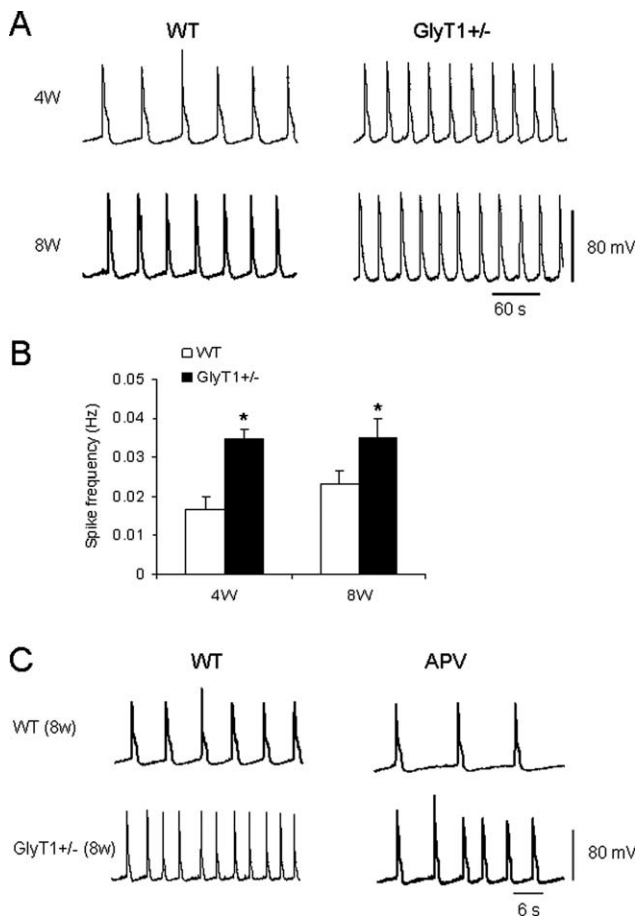 A
WT
GlyT1+/-
4W
8W
80 mV
60 s
B
WT
GlyT1+/-
Spike frequency (Hz)
0.05
0.04
0.03
0.02
0.01
0
*
*
4W
8W
C
WT
APV
WT (8w)
GlyT1+/- (8w)
80 mV
6 s